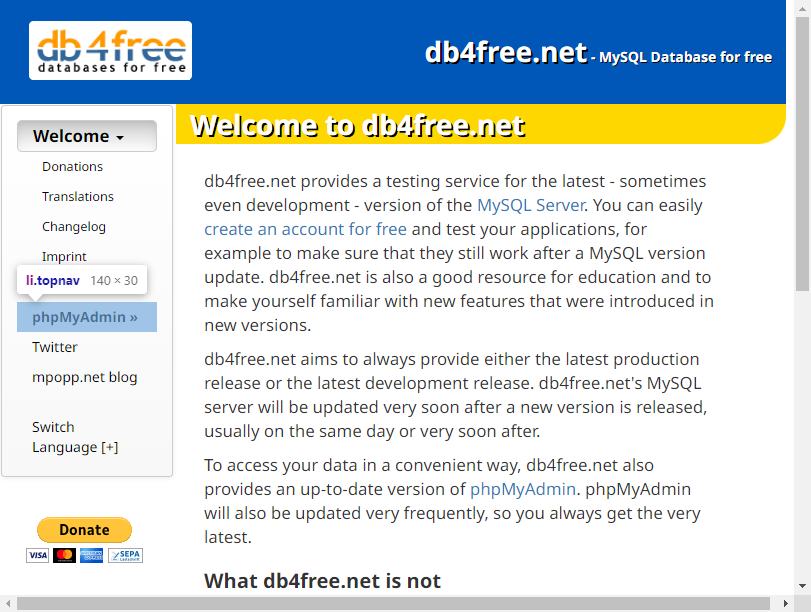 db4free
databases for free
db4free.net - MySQL Database for free
Welcome
Donations
Translations
Changelog
Imprint
li.topnav 140 × 30
phpMyAdmin »
Twitter
mpopp.net blog
Switch
Language [+]
Donate
VISA
SEPA
Welcome to db4free.net
db4free.net provides a testing service for the latest - sometimes
even development - version of the MySQL Server. You can easily
create an account for free and test your applications, for
example to make sure that they still work after a MySQL version
update. db4free.net is also a good resource for education and to
make yourself familiar with new features that were introduced in
new versions.
db4free.net aims to always provide either the latest production
release or the latest development release. db4free.net's MySQL
server will be updated very soon after a new version is released,
usually on the same day or very soon after.
To access your data in a convenient way, db4free.net also
provides an up-to-date version of phpMyAdmin. phpMyAdmin
will also be updated very frequently, so you always get the very
latest.
What db4free.net is not